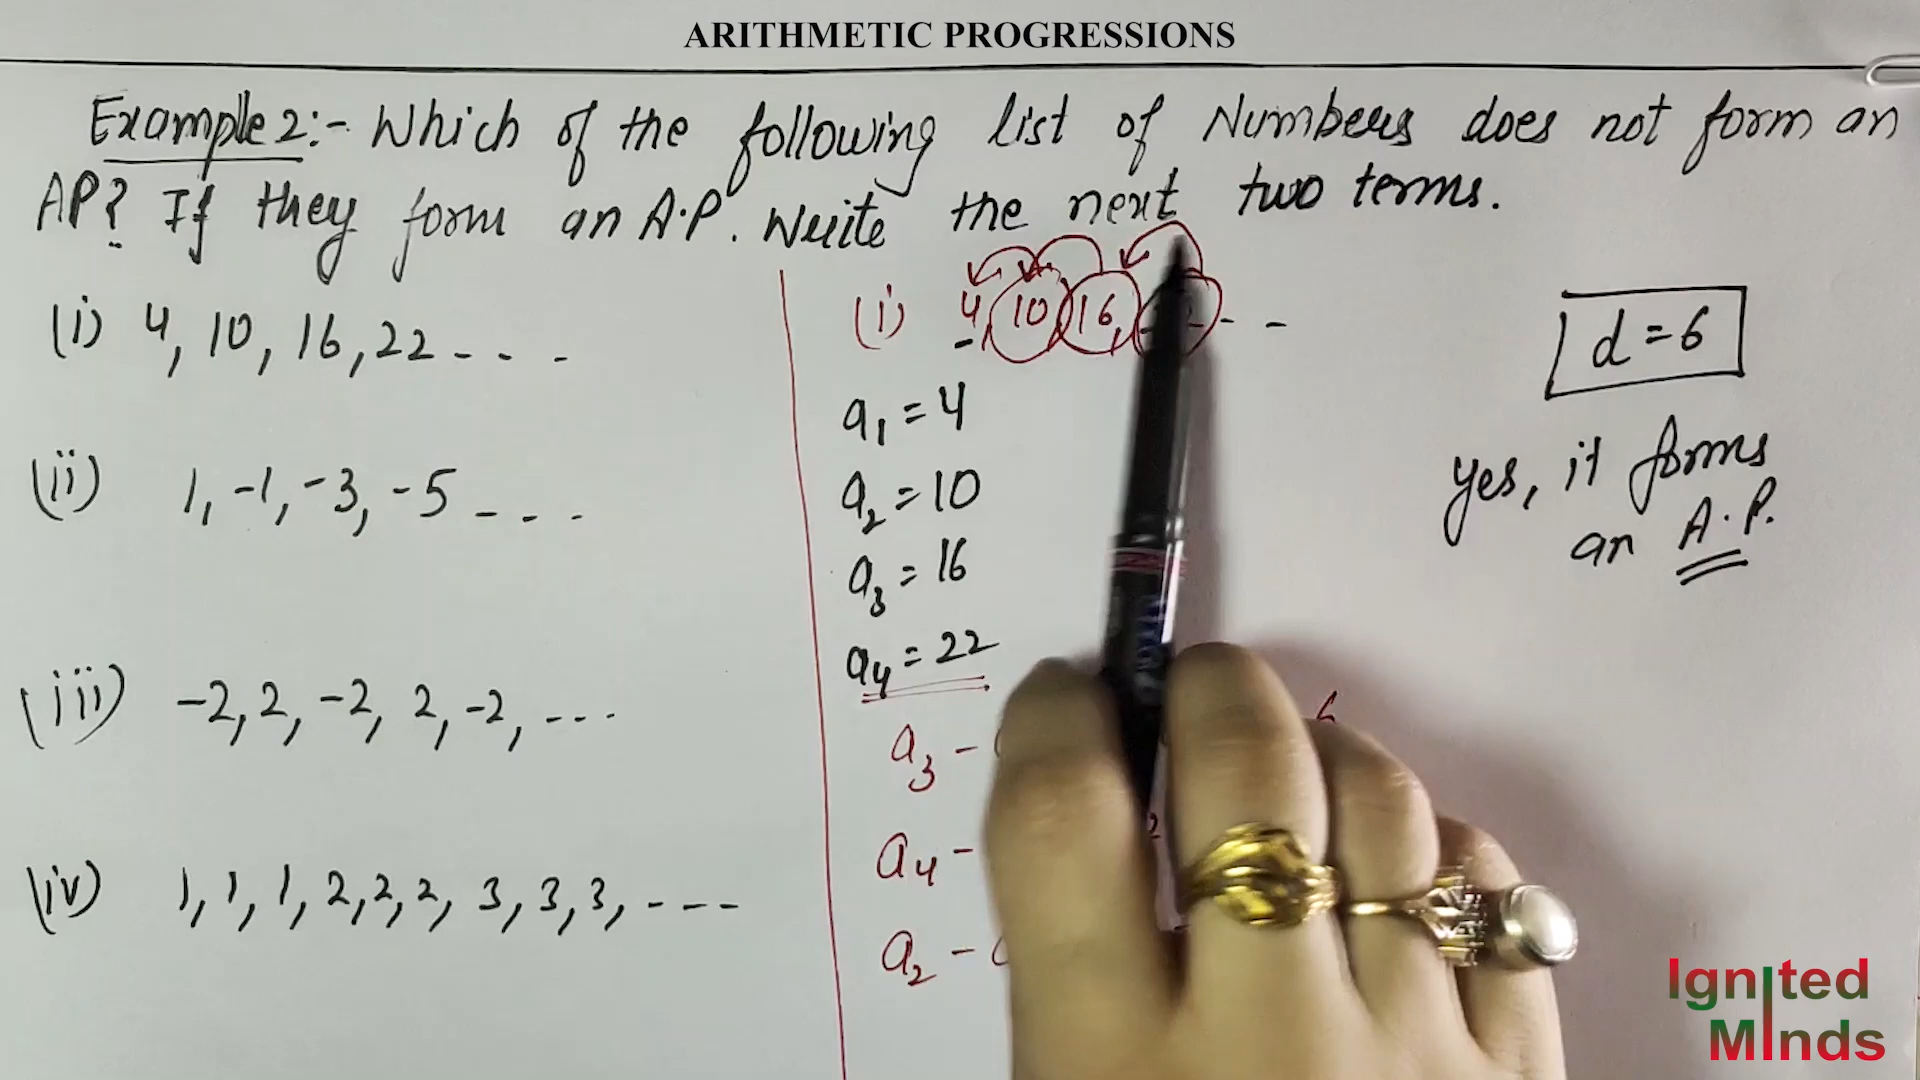 ARITHMETIC PROGRESSIONS
Example 2:- Which of the following list of Numbers does not form an
AP? If they form an A.P. Write the next two terms.
(i) 4, 10, 16, 22 - - -
(ii) 1, -1, -3, -5 - - -
(iii) -2, 2, -2, 2, -2, ---
(iv) 1, 1, 1, 2, 2, 2, 3, 3, 3, ---
(i) 4, 10, 16, - -
a1 = 4
a2 = 10
a3 = 16
a4 = 22
a3 -
a4 -
a2 -
d = 6
Yes, it forms
an A.P.
Ignited
Minds